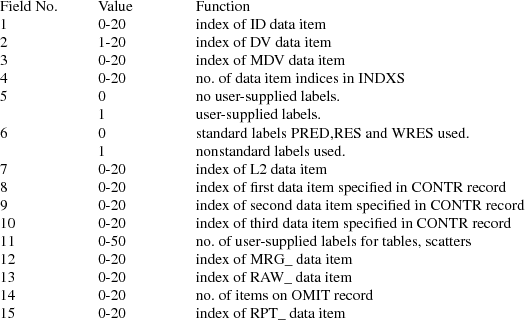 Field No. Value Function
1 0-20 index of ID data item
2 1-20 index of DV data item
3 0-20 index of MDV data item
4 0-20 no. of data item indices in INDXS
5 0 no user-supplied labels.
1 user-supplied labels.
6 0 standard labels PRED,RES and WRES used.
1 nonstandard labels used.
7 0-20 index of L2 data item
8 0-20 index of first data item specified in CONTR record
9 0-20 index of second data item specified in CONTR record
10 0-20 index of third data item specified in CONTR record
11 0-50 no. of user-supplied labels for tables, scatters
12 0-20 index of MRG_ data item
13 0-20 index of RAW_ data item
14 0-20 no. of items on OMIT record
15 0-20 index of RPT_ data item